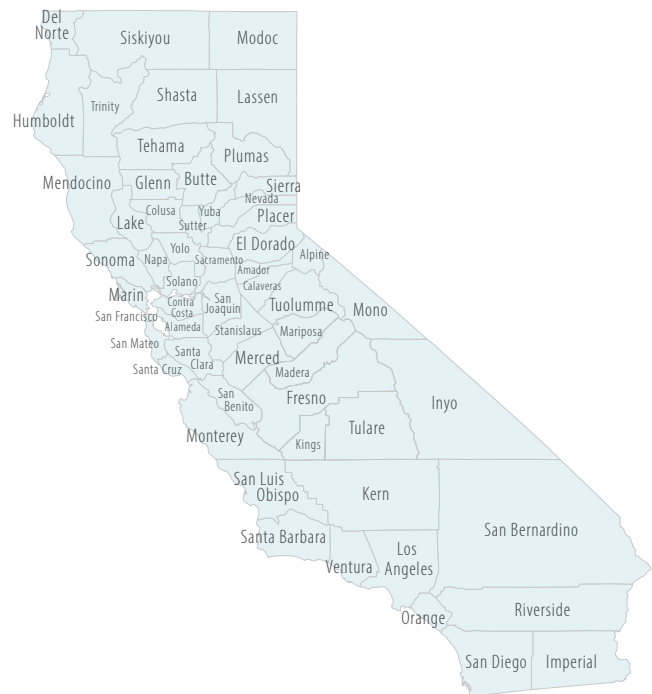 Del
Norte
Siskiyou
Modoc
Humboldt
Trinity
Shasta
Lassen
Tehama
Plumas
Mendocino
Glenn
Butte
Sierra
Nevada
Colusa
Yuba
Sutter
Placer
Lake
El Dorado
Yolo
Sonoma
Napa
Sacramento
Alpine
Amador
Solano
Calaveras
Marin
Contra
Costa
San
Joaquin
Tuolumme
Mono
San Francisco
Alameda
Stanislaus
Mariposa
San Mateo
Santa
Clara
Merced
Santa Cruz
Madera
San
Benito
Fresno
Inyo
Monterey
Kings
Tulare
San Luis
Obispo
Kern
Santa Barbara
San Bernardino
Ventura
Los
Angeles
Orange
Riverside
San Diego
Imperial